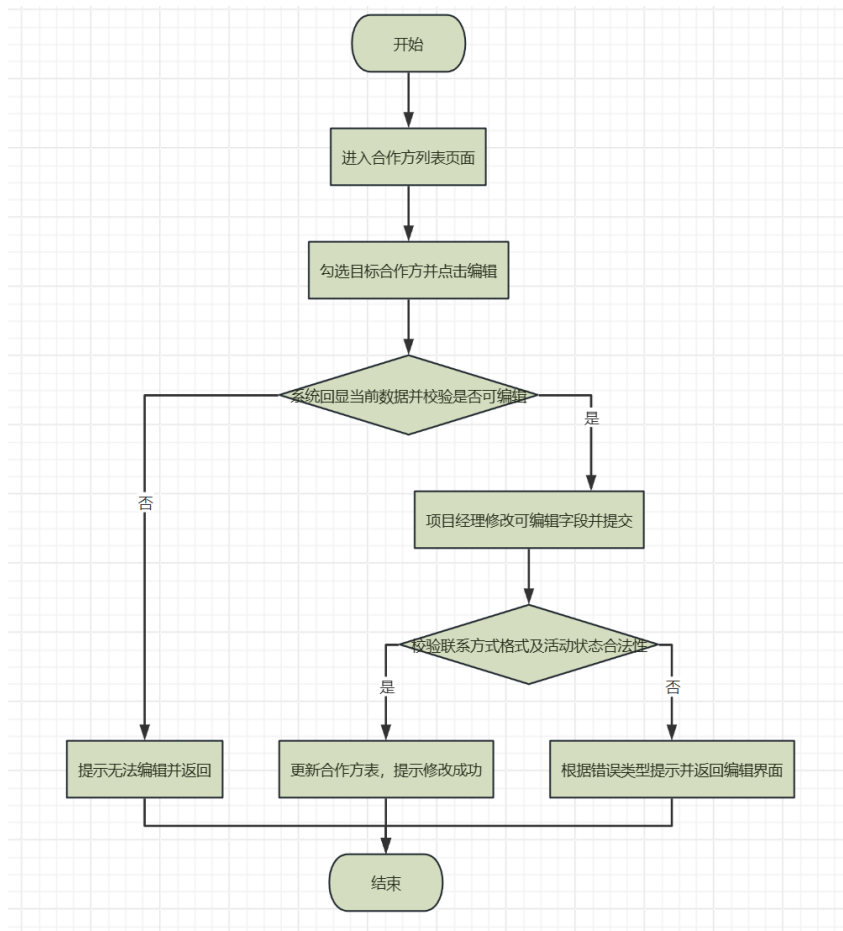 开始
进入合作方列表页面
勾选目标合作方并点击编辑
系统回显当前数据并校验是否可编辑
是
否
项目经理修改可编辑字段并提交
校验联系方式格式及活动状态合法性
是
否
提示无法编辑并返回
更新合作方表，提示修改成功
根据错误类型提示并返回编辑界面
结束